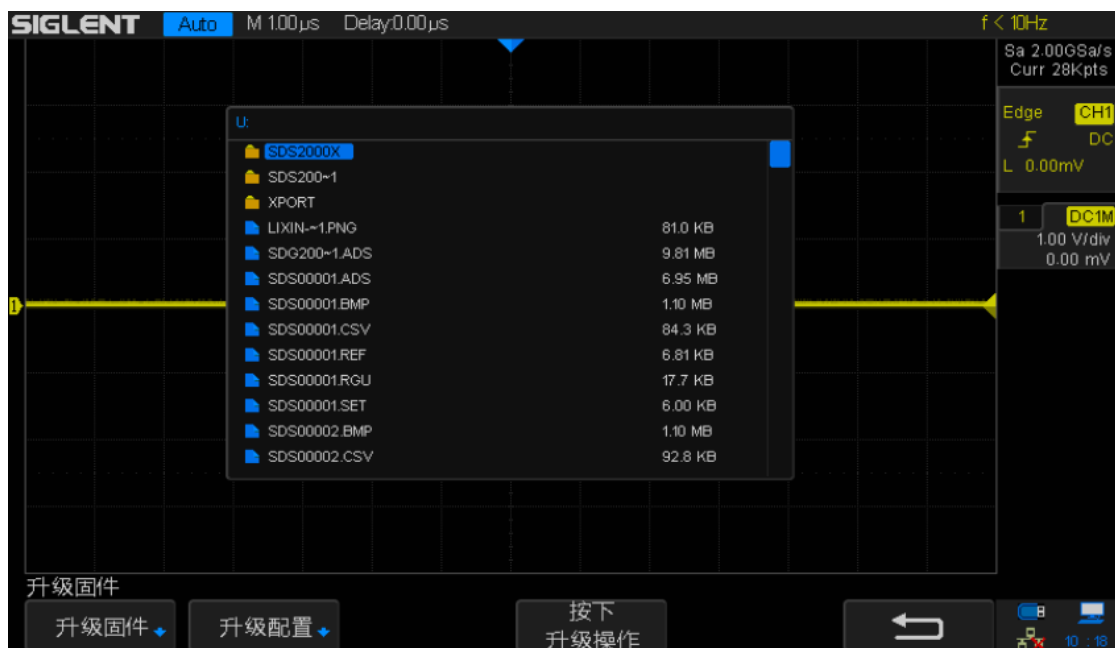 SIGLENT Auto M 1.00µs Delay:0.00µs f < 10Hz
Sa 2.00GSa/s
Curr 28Kpts
Edge CH1
DC
L 0.00mV
1 DC1M
1.00 V/div
0.00 mV
U:
SDS2000X
SDS200~1
XPORT
LIXIN-~1.PNG 81.0 KB
SDG200~1.ADS 9.81 MB
SDS00001.ADS 6.95 MB
SDS00001.BMP 1.10 MB
SDS00001.CSV 84.3 KB
SDS00001.REF 6.81 KB
SDS00001.RGU 17.7 KB
SDS00001.SET 6.00 KB
SDS00002.BMP 1.10 MB
SDS00002.CSV 92.8 KB
1
升级固件
升级固件 升级配置 按下
升级操作
10 : 18